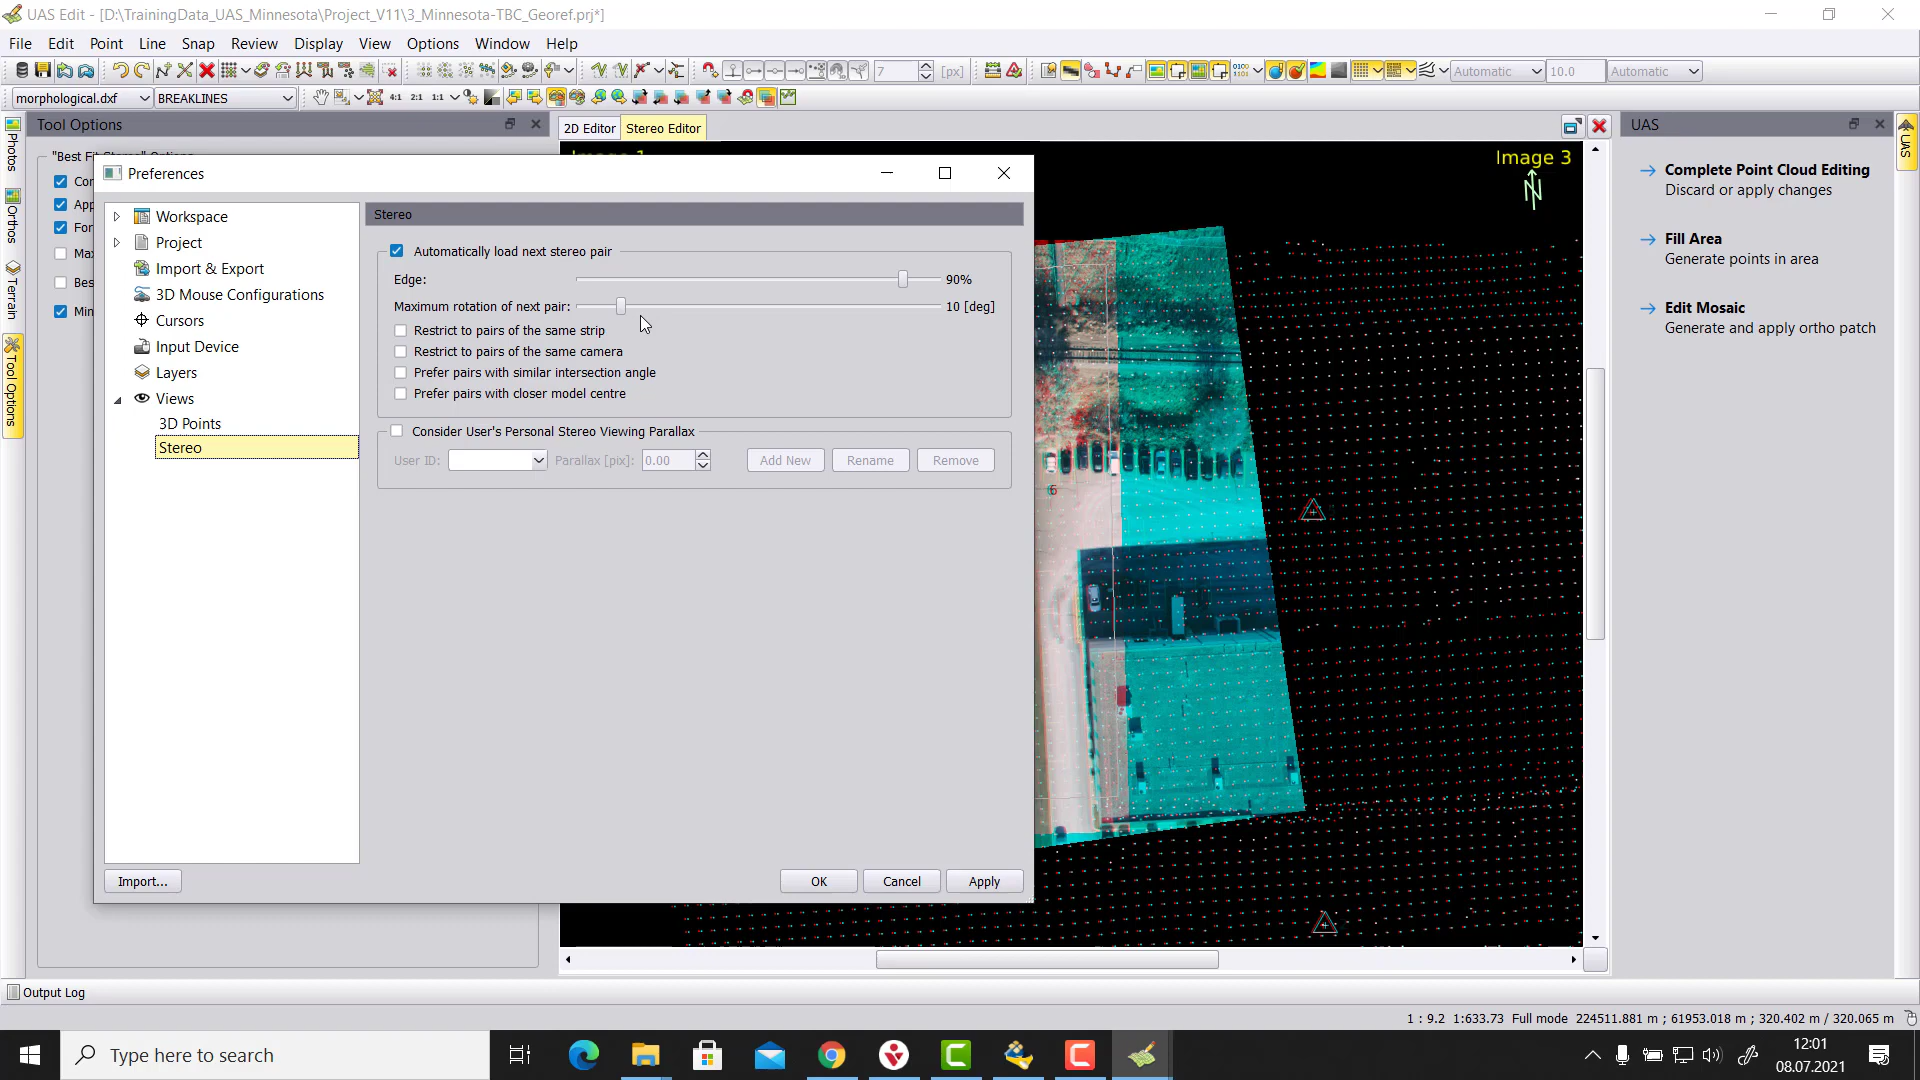 UAS Edit - [D:\TrainingData_UAS_Minnesota\Project_V11\3_Minnesota-TBC_Georef.prj*]
File Edit Point Line Snap Review Display View Options Window Help
7 [px] Automatic 10.0 Automatic
morphological.dxf BREAKLINES 4:1 2:1 1:1
Tool Options
2D Editor Stereo Editor
UAS
Photos
Orthos
Terrain
Tool Options
UAS
Image 3
N
Preferences
Workspace
Project
Import & Export
3D Mouse Configurations
Cursors
Input Device
Layers
Views
3D Points
Stereo
Stereo
Automatically load next stereo pair
Edge: 90%
Maximum rotation of next pair: 10 [deg]
Restrict to pairs of the same strip
Restrict to pairs of the same camera
Prefer pairs with similar intersection angle
Prefer pairs with closer model centre
Consider User's Personal Stereo Viewing Parallax
User ID: Parallax [pix]: 0.00 Add New Rename Remove
Import... OK Cancel Apply
Complete Point Cloud Editing
Discard or apply changes
Fill Area
Generate points in area
Edit Mosaic
Generate and apply ortho patch
Output Log
1 : 9.2 1:633.73 Full mode 224511.881 m ; 61953.018 m ; 320.402 m / 320.065 m
Type here to search
12:01
08.07.2021